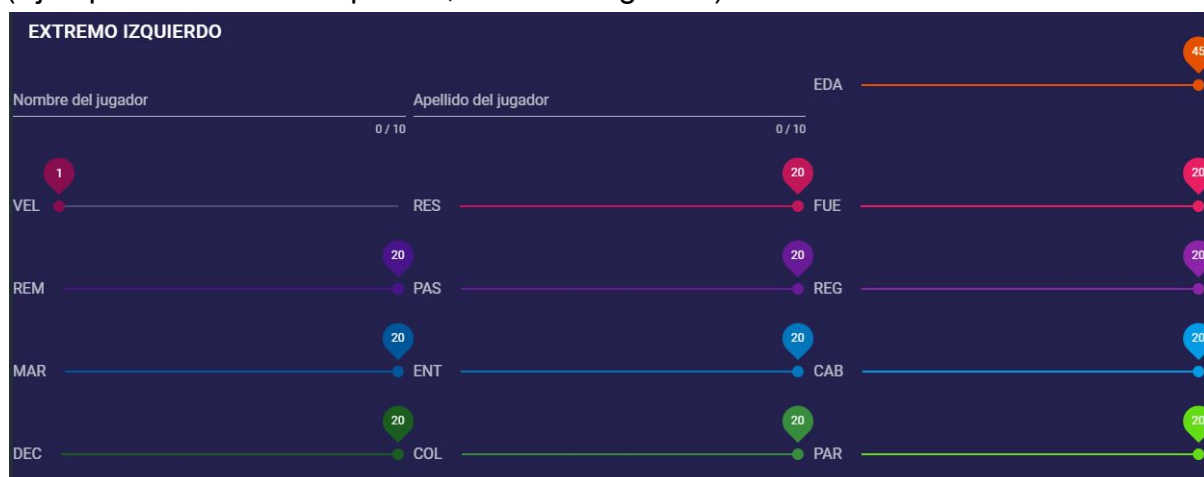 EXTREMO IZQUIERDO
45
EDA
Nombre del jugador Apellido del jugador
0 / 10 0 / 10
1 20 20
VEL RES FUE
20 20 20
REM PAS REG
20 20 20
MAR ENT CAB
20 20 20
DEC COL PAR